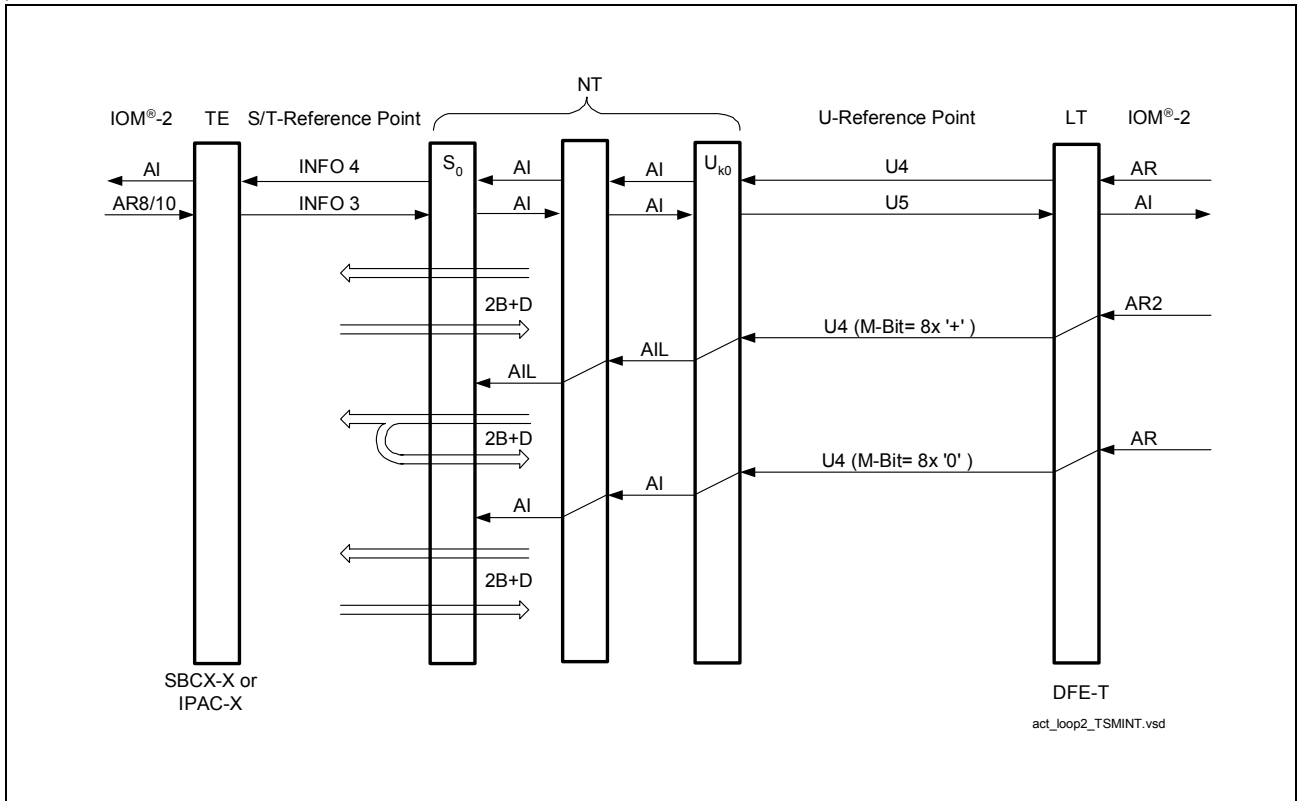 NT
IOM®-2 TE S/T-Reference Point U-Reference Point LT IOM®-2
S0 Uk0
AI INFO 4 AI AI U4 AR
AR8/10 INFO 3 AI AI U5 AI
2B+D
AR2
U4 (M-Bit= 8x '+' )
AIL
AIL
2B+D
AR
U4 (M-Bit= 8x '0' )
AI
AI
2B+D
SBCX-X or
IPAC-X
DFE-T
act_loop2_TSMINT.vsd